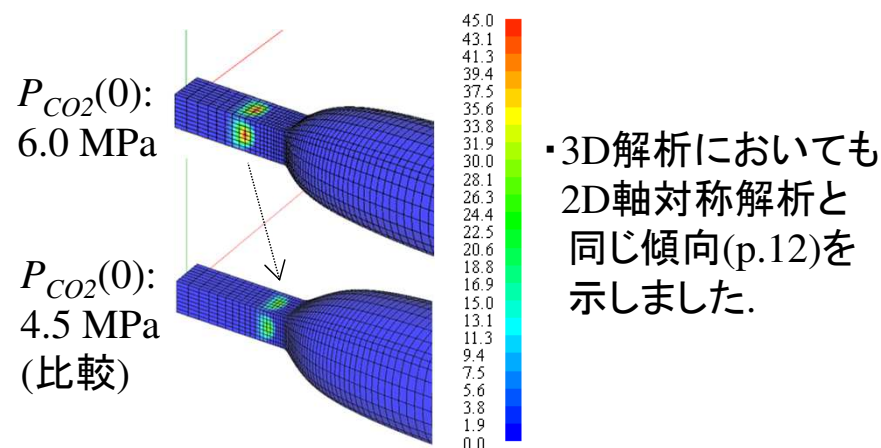 P_{CO2}(0):
6.0 MPa
P_{CO2}(0):
4.5 MPa
(比較)
45.0
43.1
41.3
39.4
37.5
35.6
33.8
31.9
30.0
28.1
26.3
24.4
22.5
20.6
18.8
16.9
15.0
13.1
11.3
9.4
7.5
5.6
3.8
1.9
0.0
・3D解析においても
2D軸対称解析と
同じ傾向(p.12)を
示しました.